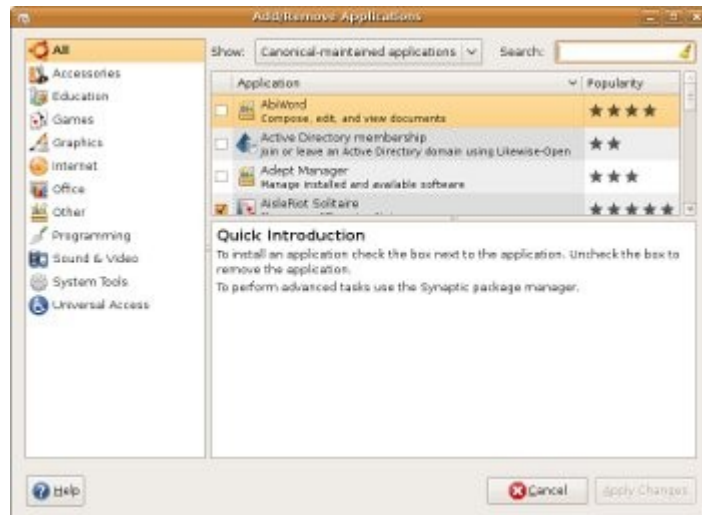 Add/Remove Applications
All
Accessories
Education
Games
Graphics
Internet
Office
Other
Programming
Sound & Video
System Tools
Universal Access
Show: Canonical-maintained applications Search:
Application Popularity
AbiWord
Compose, edit, and view documents
Active Directory membership
Join or leave an Active Directory domain using Likewise-Open
Adept Manager
Manage installed and available software
AisleRiot Solitaire
Quick Introduction
To install an application check the box next to the application. Uncheck the box to
remove the application.
To perform advanced tasks use the Synaptic package manager.
Help
Cancel
Apply Changes